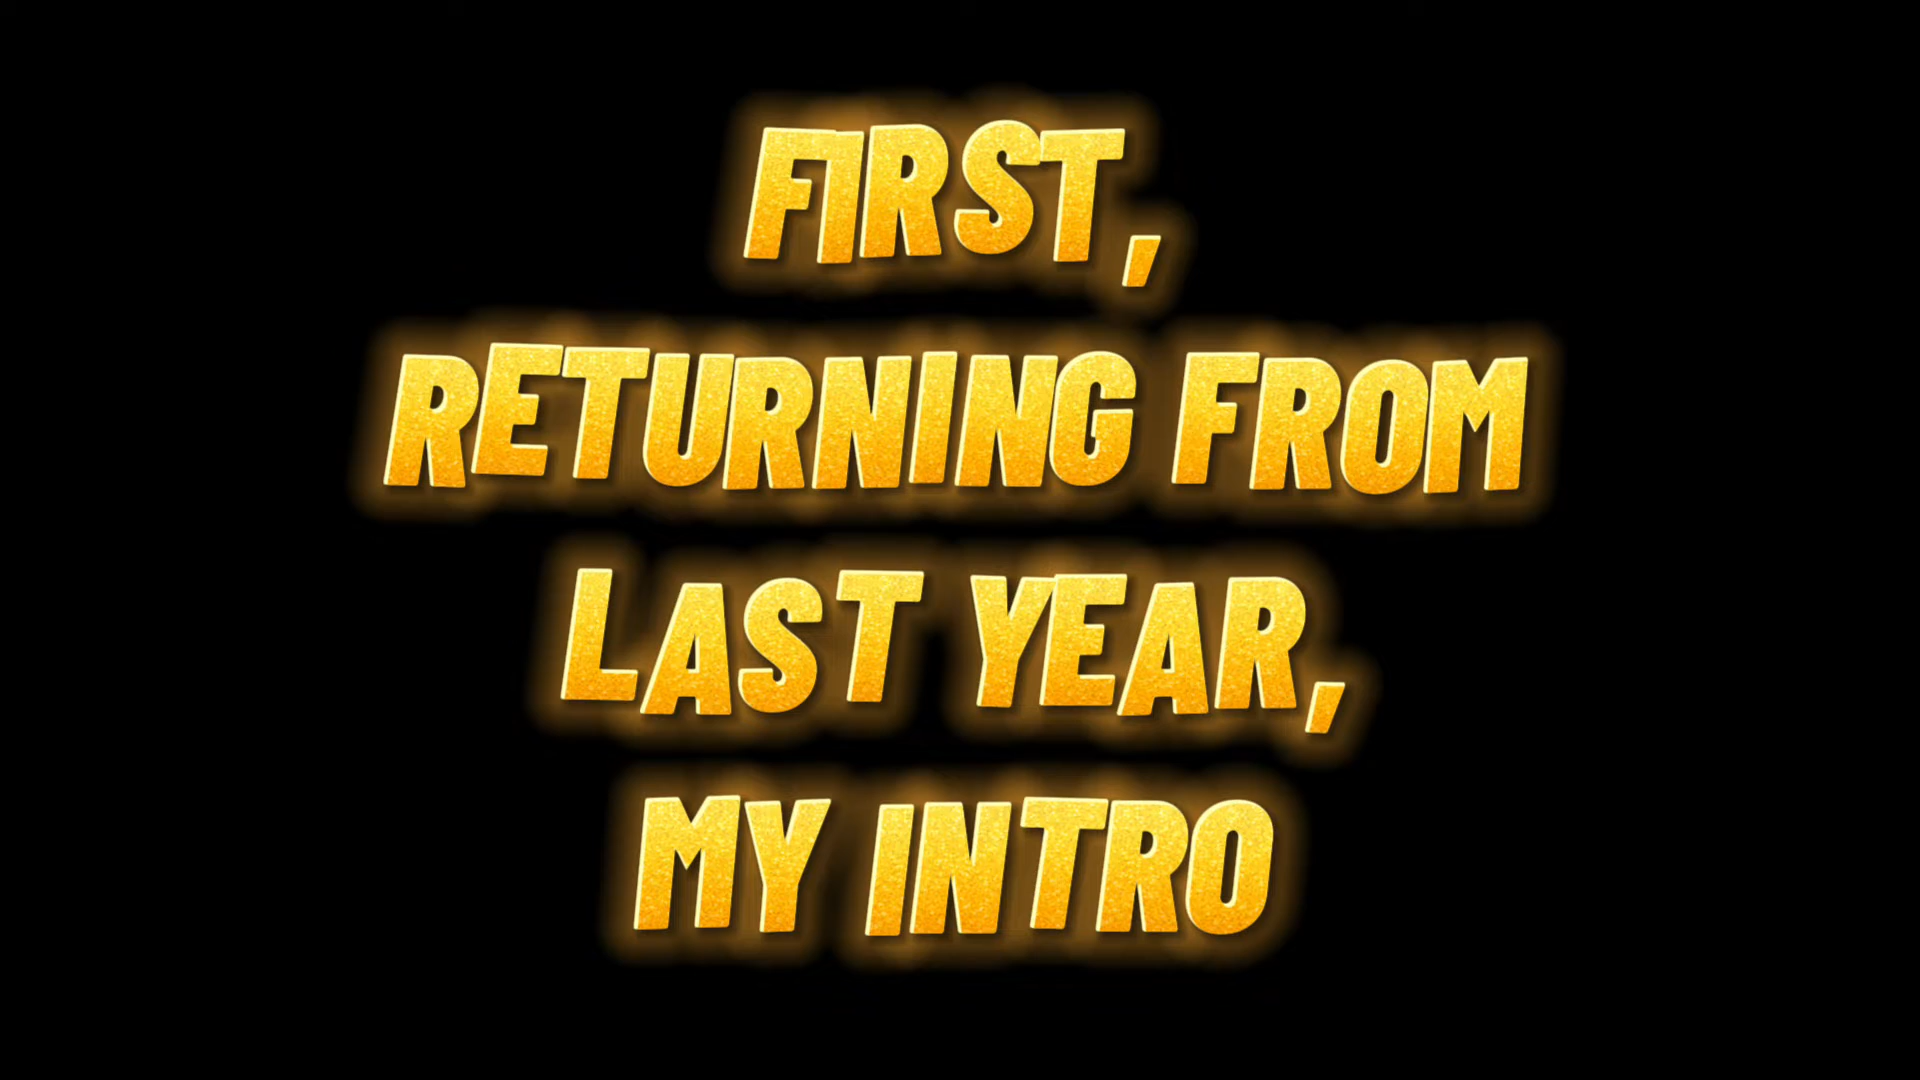 FIRST,
RETURNING FROM
LAST YEAR,
MY INTRO